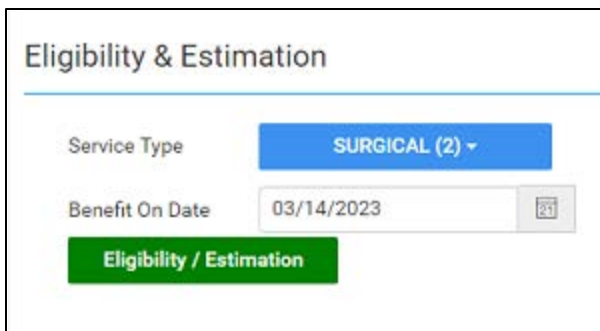 Eligibility & Estimation
Service Type SURGICAL (2)
Benefit On Date 03/14/2023 21
Eligibility / Estimation